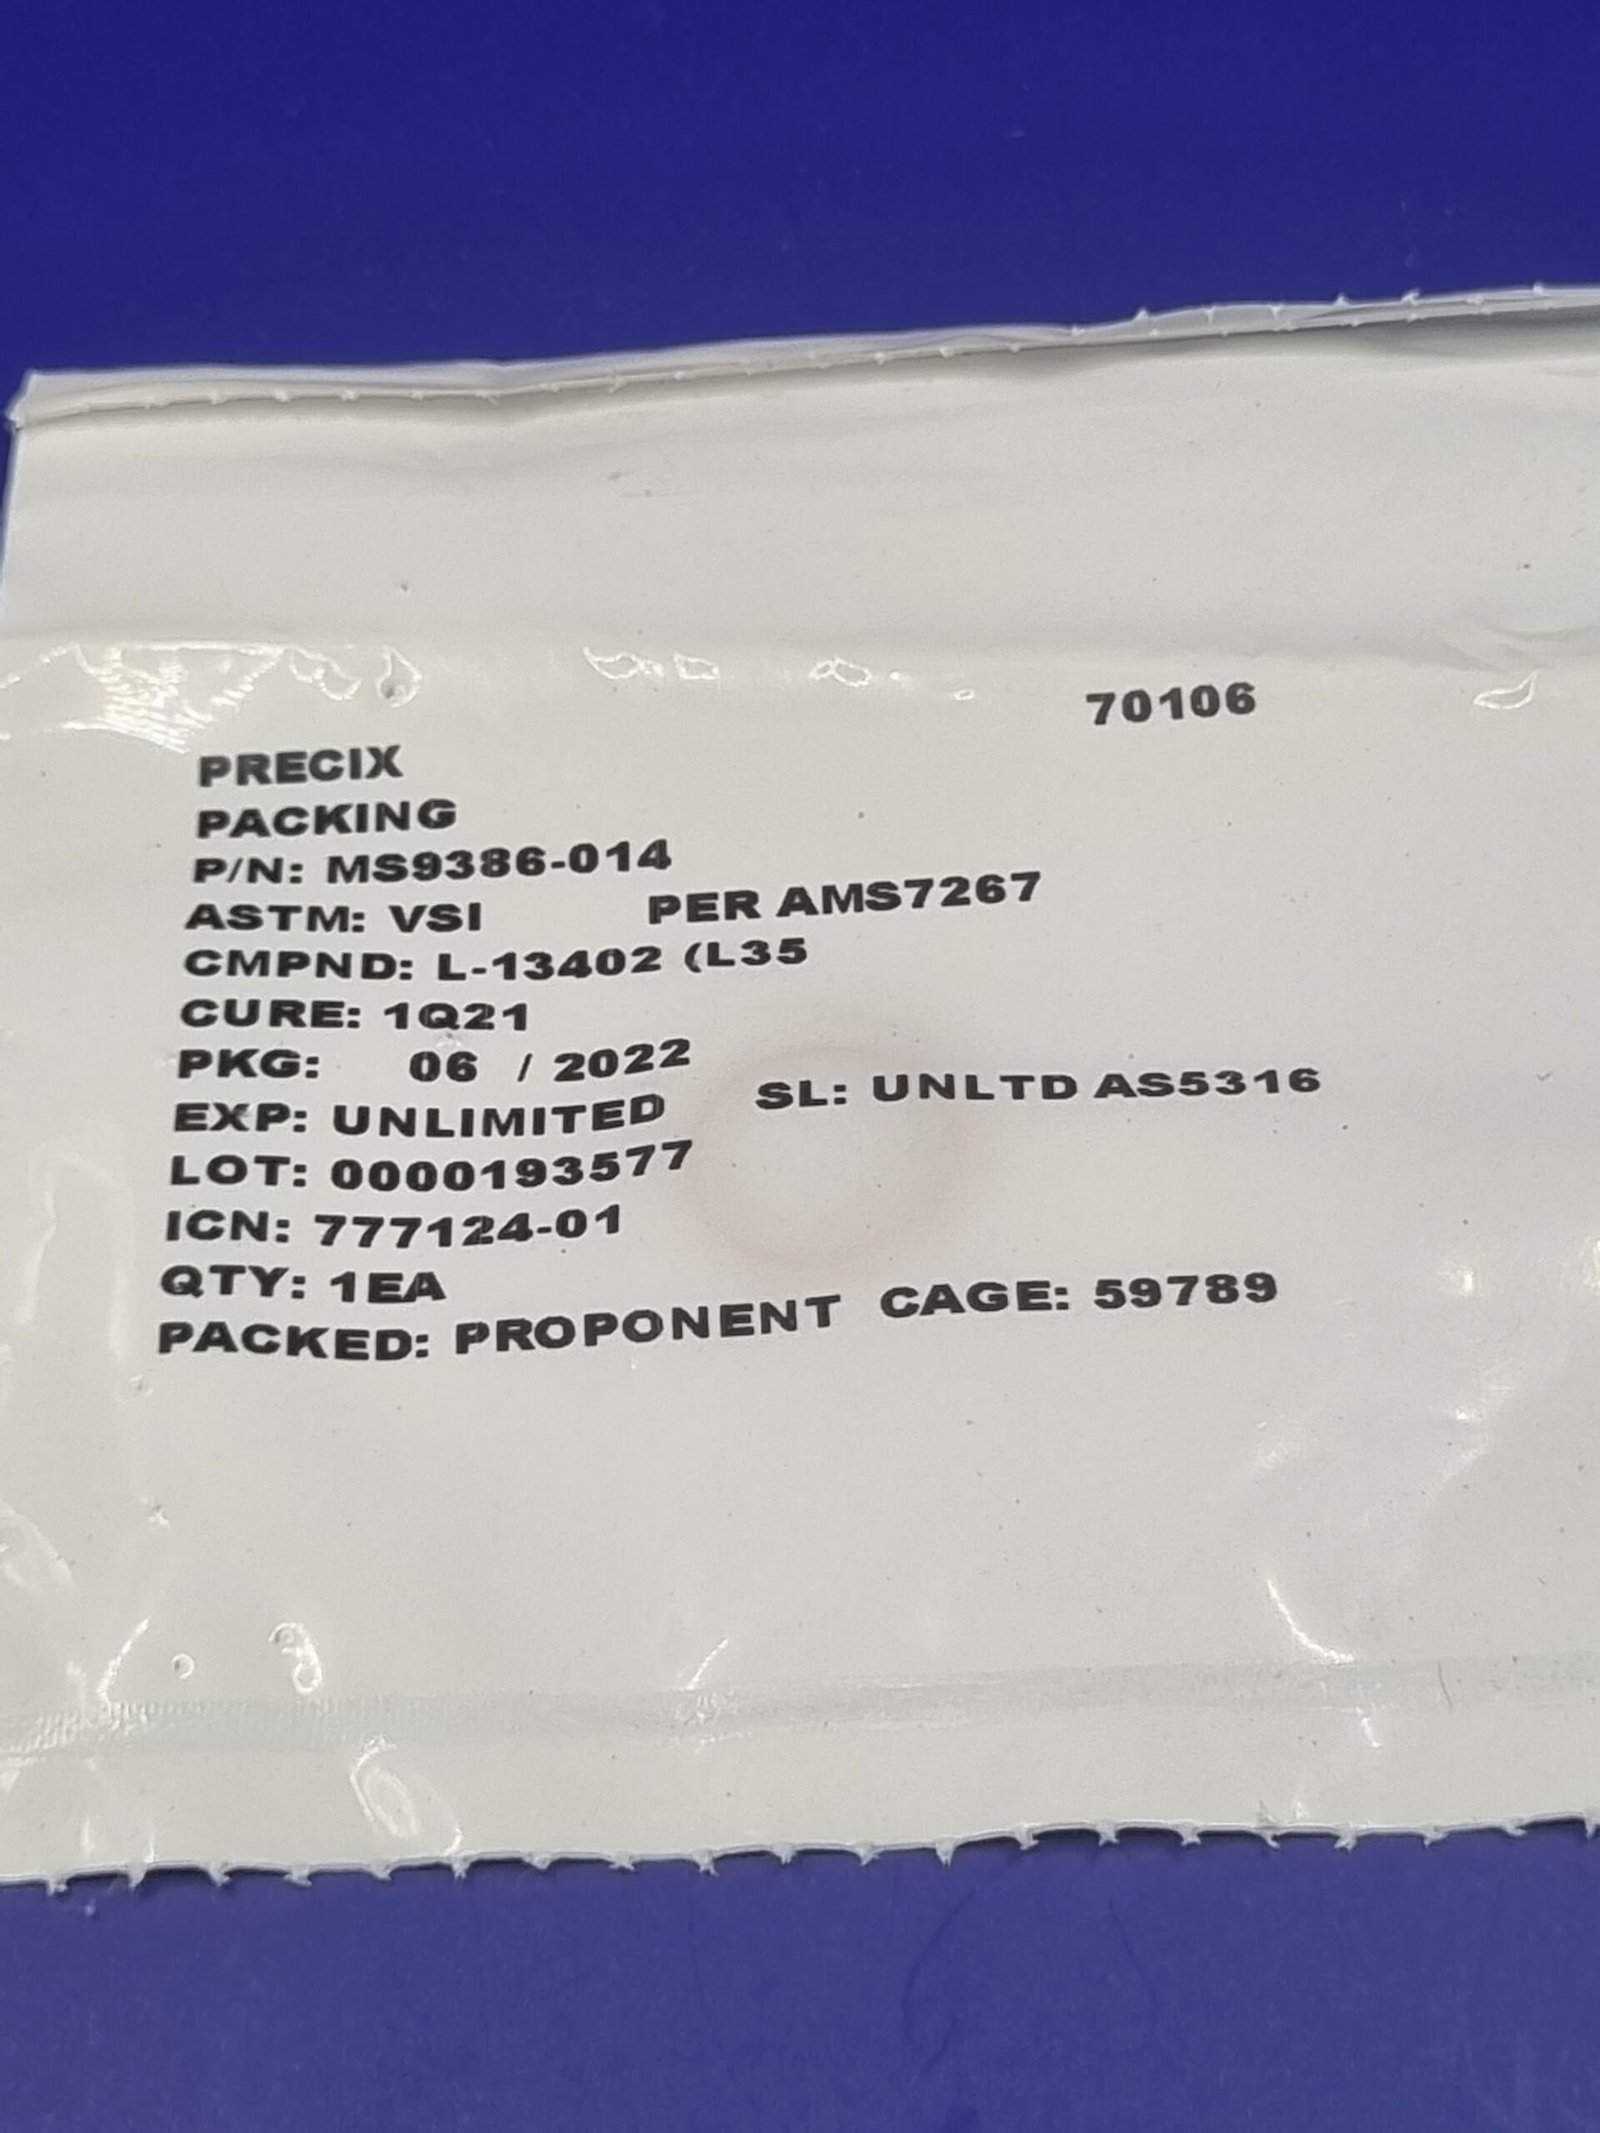 70106
PRECIX
PACKING
P/N: MS9386-014
ASTM: VSI PER AMS7267
CMPND: L-13402 (L35
CURE: 1Q21
PKG: 06 / 2022
EXP: UNLIMITED SL: UNLTD AS5316
LOT: 0000193577
ICN: 777124-01
QTY: 1EA
PACKED: PROPONENT CAGE: 59789